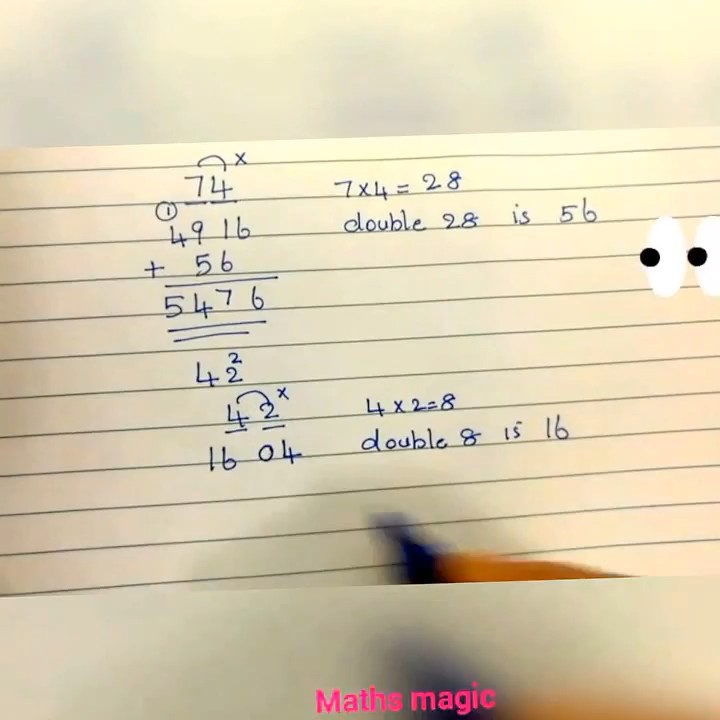 x
74
7x4 = 28
①
4916
double 28 is 56
+ 56
5476
42²
42 x
4x2=8
1604
double 8 is 16
Maths magic